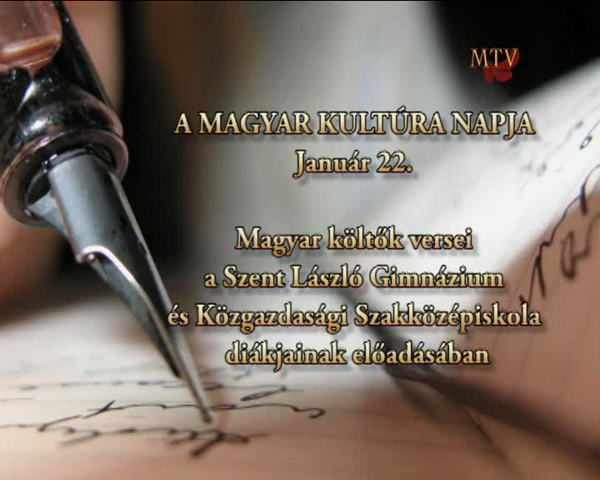 MTV
A MAGYAR KULTÚRA NAPJA
Január 22.
Magyar költők versei
a Szent László Gimnázium
és Közgazdasági Szakközépiskola
diákjainak előadásában